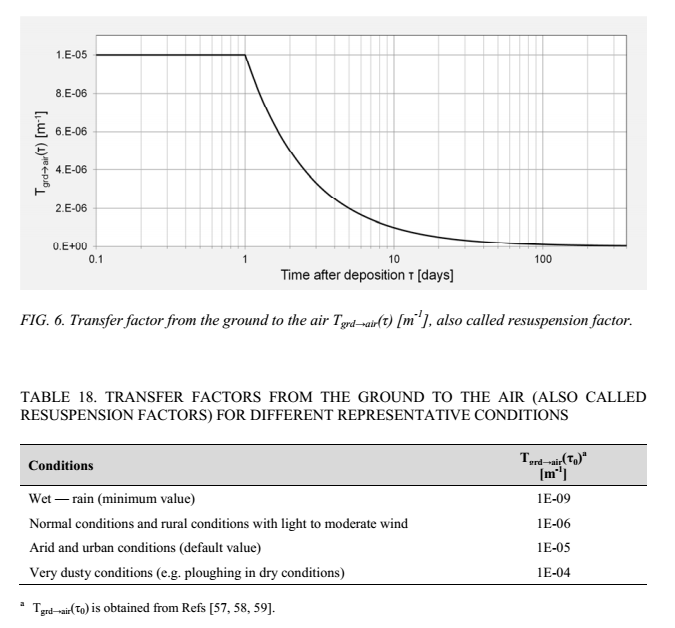 1.E-05
8.E-06
6.E-06
4.E-06
2.E-06
0.E+00
T grd→air(τ) [m-1]
0.1 1 10 100
Time after deposition τ [days]
FIG. 6. Transfer factor from the ground to the air Tgrd→air(τ) [m-1], also called resuspension factor.
TABLE 18. TRANSFER FACTORS FROM THE GROUND TO THE AIR (ALSO CALLED
RESUSPENSION FACTORS) FOR DIFFERENT REPRESENTATIVE CONDITIONS
Conditions Tgrd→air(τ0)a
[m-1]
Wet — rain (minimum value) 1E-09
Normal conditions and rural conditions with light to moderate wind 1E-06
Arid and urban conditions (default value) 1E-05
Very dusty conditions (e.g. ploughing in dry conditions) 1E-04
a Tgrd→air(τ0) is obtained from Refs [57, 58, 59].